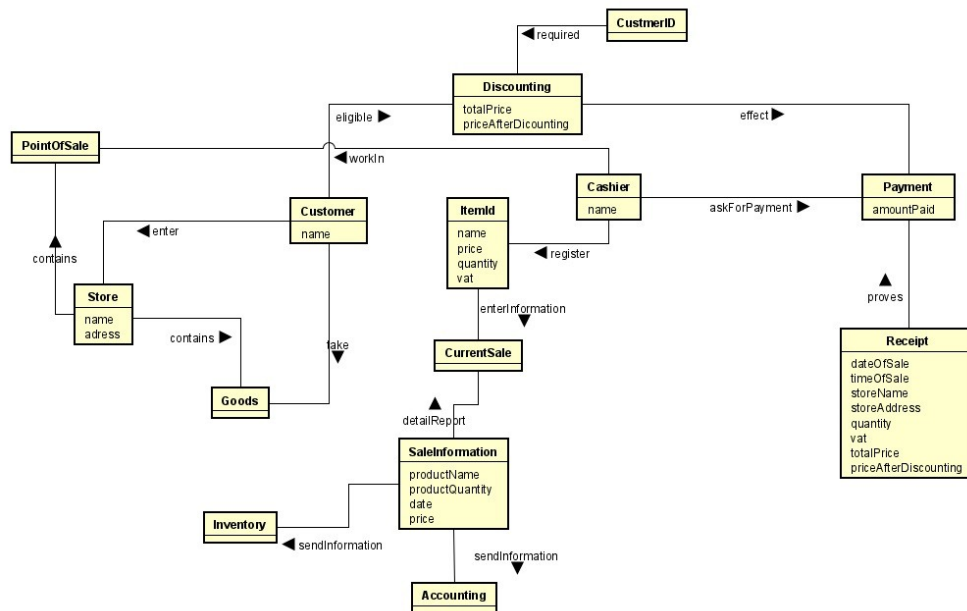 CustmerID
required
Discounting
totalPrice
priceAfterDicounting
eligible
effect
PointOfSale
workIn
Cashier
name
Payment
amountPaid
askForPayment
Customer
name
ItemId
name
price
quantity
vat
enter
register
contains
Store
name
adress
proves
enterInformation
contains
take
CurrentSale
Receipt
dateOfSale
timeOfSale
storeName
storeAddress
quantity
vat
totalPrice
priceAfterDiscounting
Goods
detailReport
SaleInformation
productName
productQuantity
date
price
Inventory
sendInformation
sendInformation
Accounting